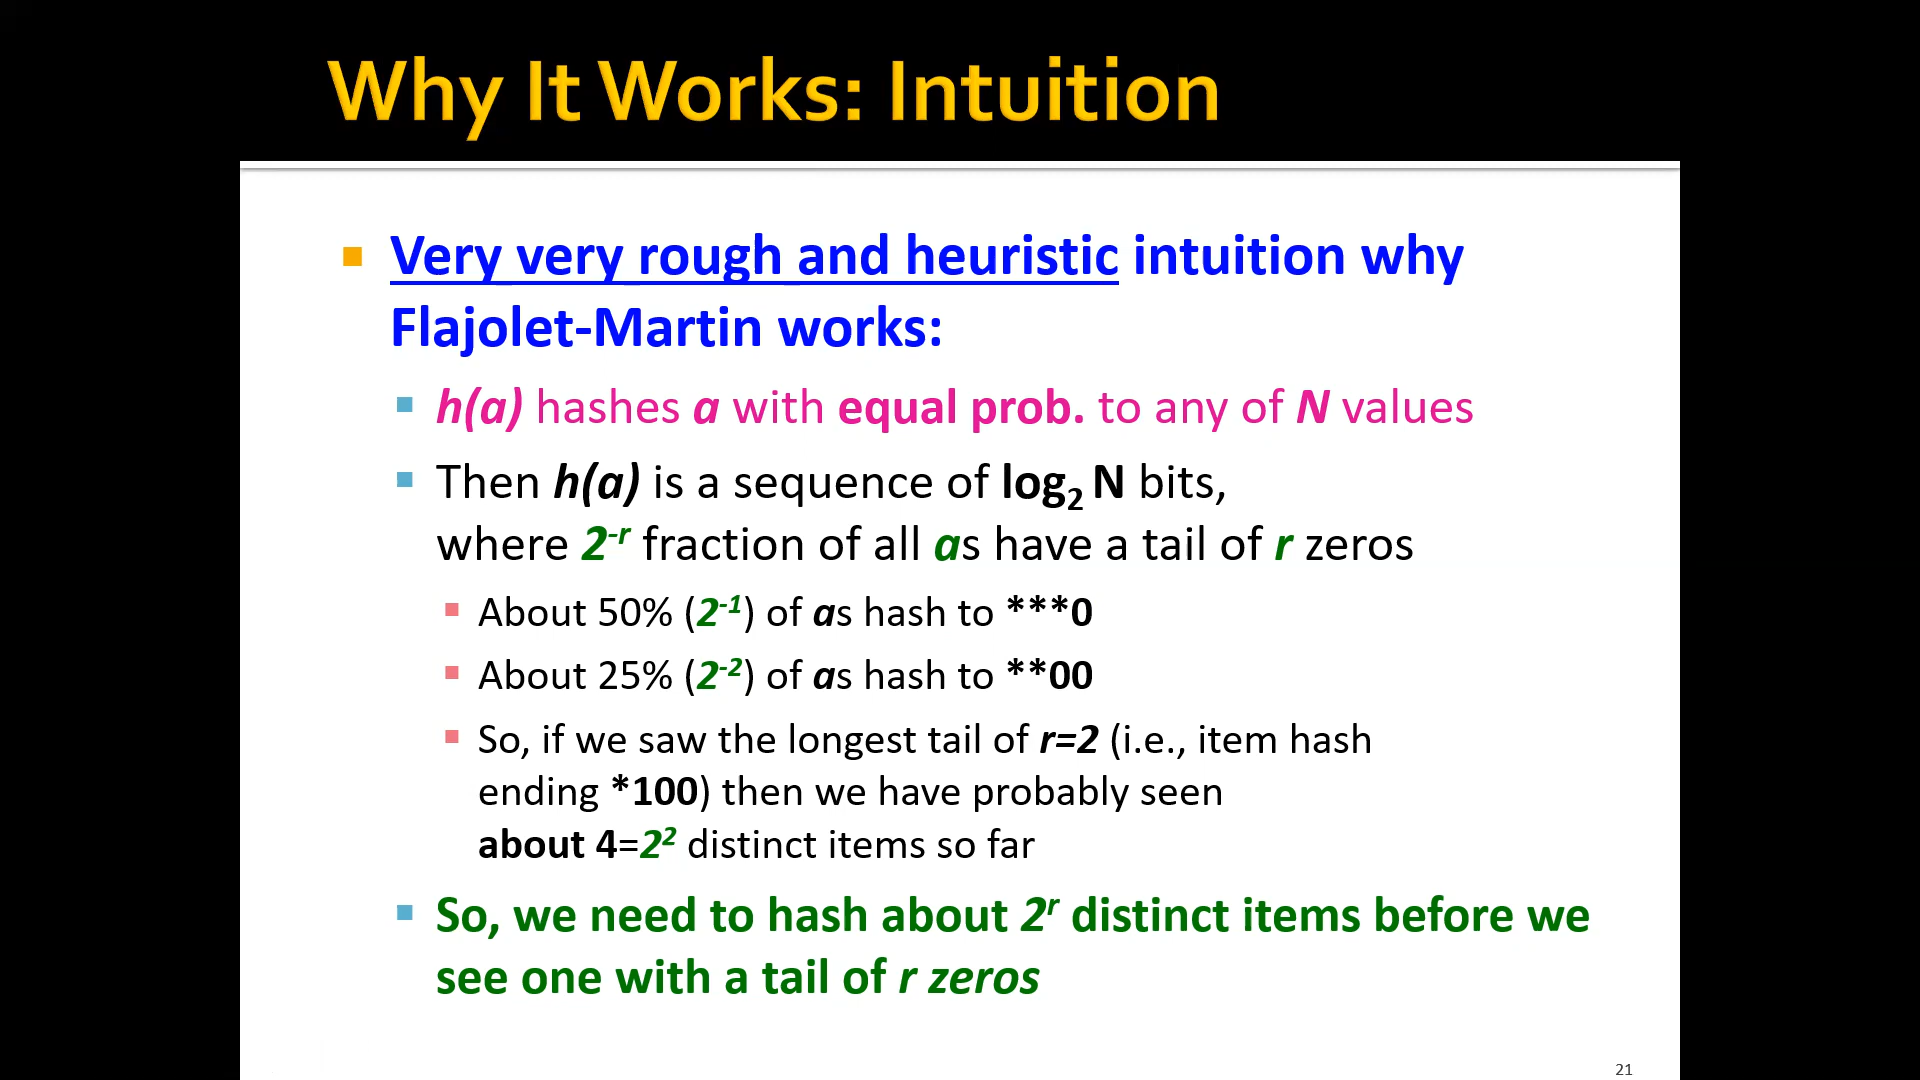 Why It Works: Intuition
Very very rough and heuristic intuition why
Flajolet-Martin works:
h(a) hashes a with equal prob. to any of N values
Then h(a) is a sequence of log₂ N bits,
where 2⁻ʳ fraction of all as have a tail of r zeros
About 50% (2⁻¹) of as hash to ***0
About 25% (2⁻²) of as hash to **00
So, if we saw the longest tail of r=2 (i.e., item hash
ending *100) then we have probably seen
about 4=2² distinct items so far
So, we need to hash about 2ʳ distinct items before we
see one with a tail of r zeros
21